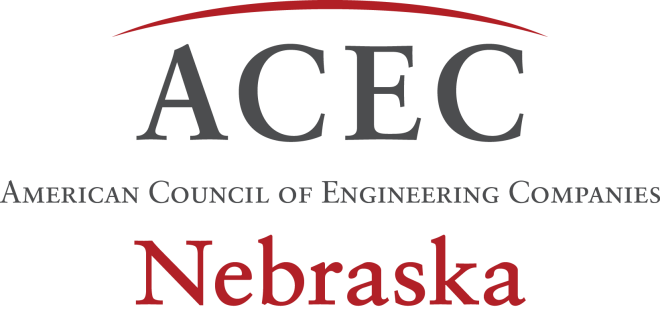 ACEC
American Council of Engineering Companies
Nebraska